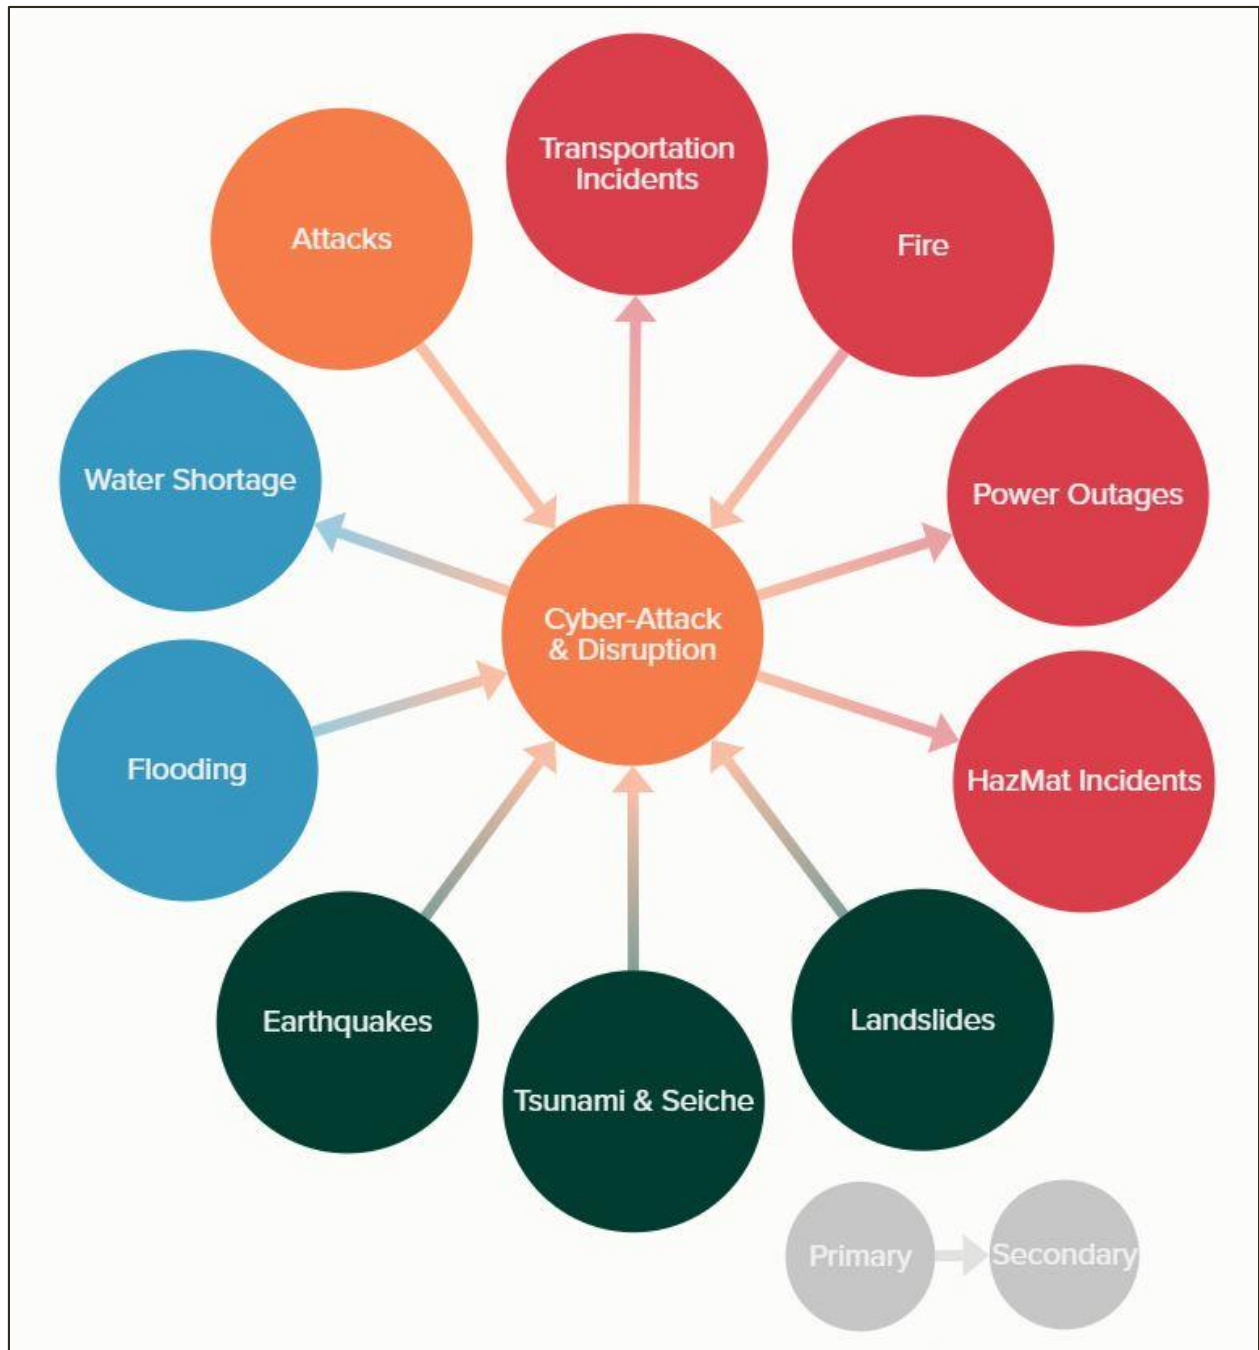 Transportation
Incidents
Attacks
Fire
Water Shortage
Power Outages
Cyber-Attack
& Disruption
Flooding
HazMat Incidents
Earthquakes
Landslides
Tsunami & Seiche
Primary
Secondary